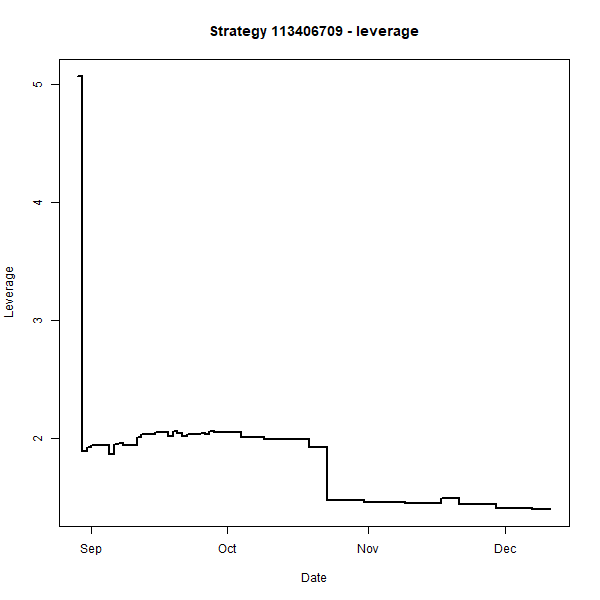 Strategy 113406709 - leverage
5
4
3
2
Leverage
Sep Oct Nov Dec
Date